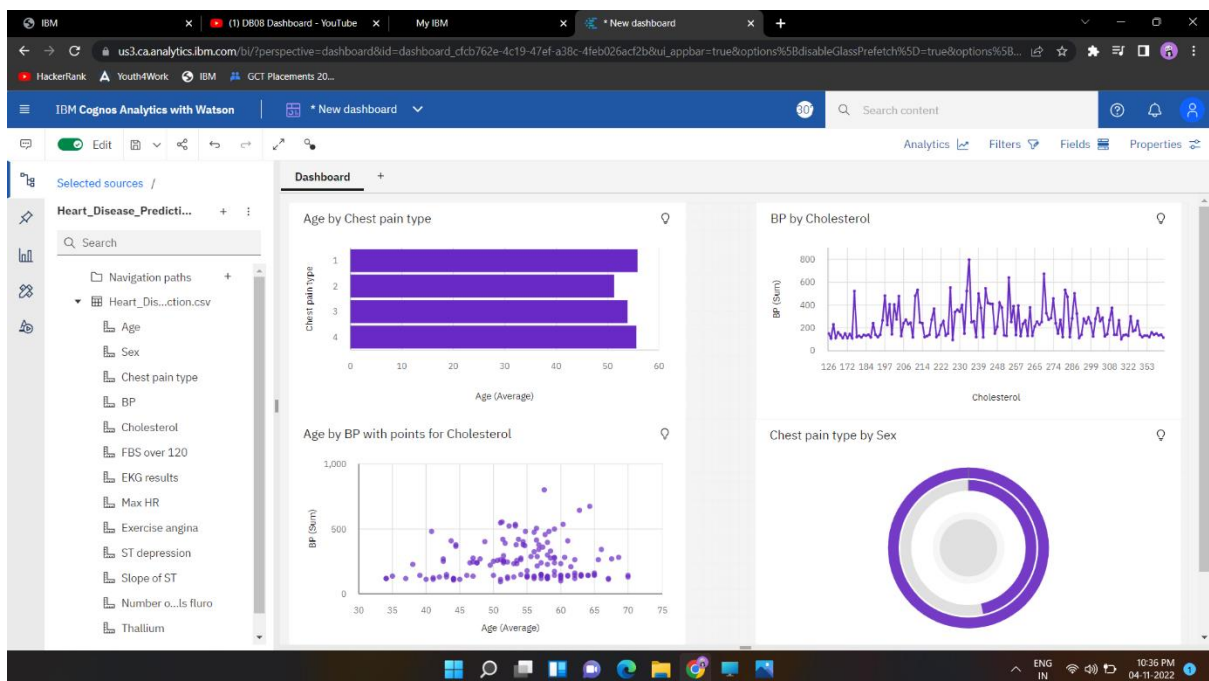 IBM
(1) DB08 Dashboard - YouTube
My IBM
* New dashboard
us3.ca.analytics.ibm.com/bi/?perspective=dashboard&id=dashboard_cfcb762e-4c19-47ef-a38c-4feb026acf2b&ui_appbar=true&options%5BdisableGlassPrefetch%5D=true&options%5B...
HackerRank
Youth4Work
IBM
GCT Placements 20...
IBM Cognos Analytics with Watson
* New dashboard
30
Search content
Edit
Analytics
Filters
Fields
Properties
Selected sources /
Heart_Disease_Predicti...
Search
Navigation paths
Heart_Dis...ction.csv
Age
Sex
Chest pain type
BP
Cholesterol
FBS over 120
EKG results
Max HR
Exercise angina
ST depression
Slope of ST
Number o...ls fluro
Thallium
Dashboard
Age by Chest pain type
Chest pain type
1
2
3
4
0 10 20 30 40 50 60
Age (Average)
BP by Cholesterol
BP (Sum)
800
600
400
200
0
126 172 184 197 206 214 222 230 239 248 257 265 274 286 299 308 322 353
Cholesterol
Age by BP with points for Cholesterol
BP (Sum)
1,000
500
0
30 35 40 45 50 55 60 65 70 75
Age (Average)
Chest pain type by Sex
ENG
IN
10:36 PM
04-11-2022
1